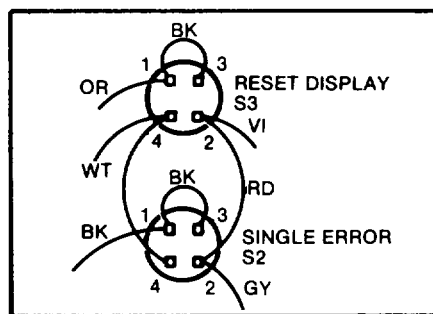 BK
1 3
OR
RESET DISPLAY
S3
VI
4 2
WT
BK
RD
1 3
BK
SINGLE ERROR
S2
4 2
GY